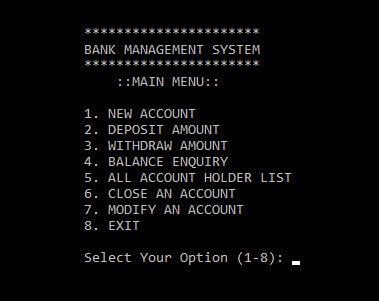 **********************
BANK MANAGEMENT SYSTEM
**********************
::MAIN MENU::
1. NEW ACCOUNT
2. DEPOSIT AMOUNT
3. WITHDRAW AMOUNT
4. BALANCE ENQUIRY
5. ALL ACCOUNT HOLDER LIST
6. CLOSE AN ACCOUNT
7. MODIFY AN ACCOUNT
8. EXIT
Select Your Option (1-8):